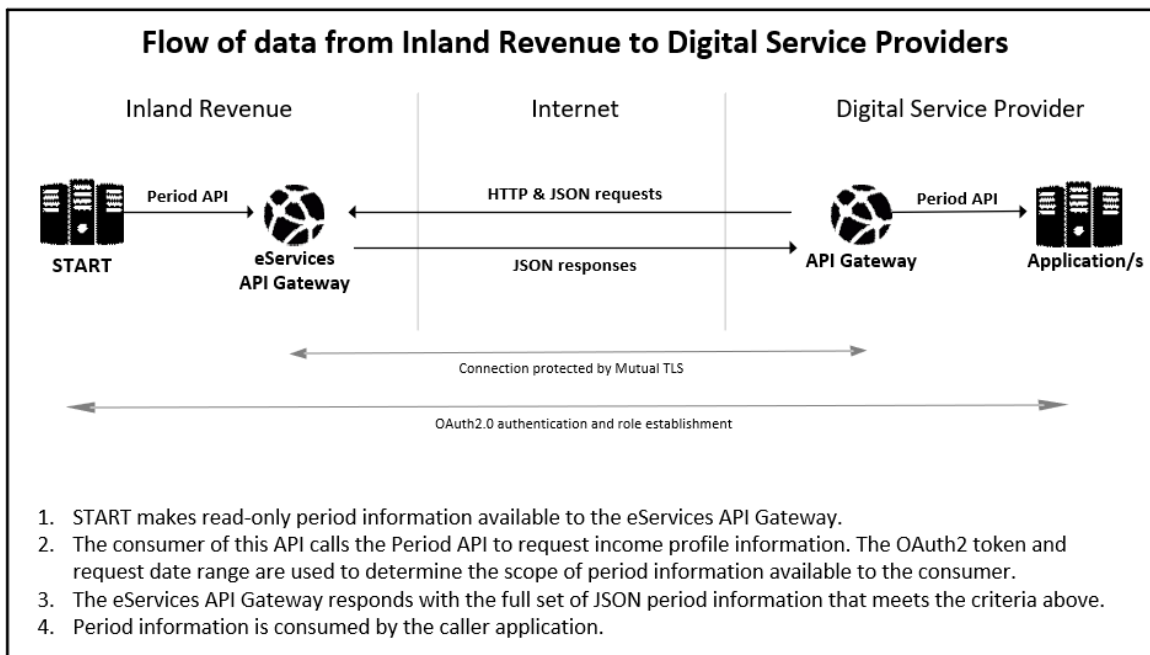 Flow of data from Inland Revenue to Digital Service Providers
Inland Revenue
Internet
Digital Service Provider
Period API
HTTP & JSON requests
Period API
START
eServices
API Gateway
JSON responses
API Gateway
Application/s
Connection protected by Mutual TLS
OAuth2.0 authentication and role establishment
1. START makes read-only period information available to the eServices API Gateway.
2. The consumer of this API calls the Period API to request income profile information. The OAuth2 token and
request date range are used to determine the scope of period information available to the consumer.
3. The eServices API Gateway responds with the full set of JSON period information that meets the criteria above.
4. Period information is consumed by the caller application.